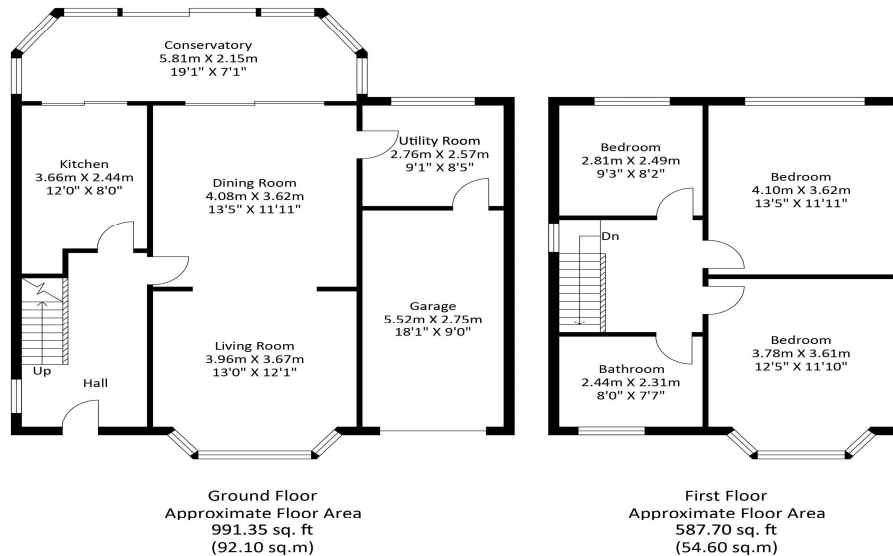 Conservatory
5.81m X 2.15m
19'1" X 7'1"
Kitchen
3.66m X 2.44m
12'0" X 8'0"
Dining Room
4.08m X 3.62m
13'5" X 11'11"
Utility Room
2.76m X 2.57m
9'1" X 8'5"
Garage
5.52m X 2.75m
18'1" X 9'0"
Living Room
3.96m X 3.67m
13'0" X 12'1"
Up
Hall
Ground Floor
Approximate Floor Area
991.35 sq. ft
(92.10 sq.m)
Bedroom
2.81m X 2.49m
9'3" X 8'2"
Bedroom
4.10m X 3.62m
13'5" X 11'11"
Dn
Bedroom
3.78m X 3.61m
12'5" X 11'10"
Bathroom
2.44m X 2.31m
8'0" X 7'7"
First Floor
Approximate Floor Area
587.70 sq. ft
(54.60 sq.m)